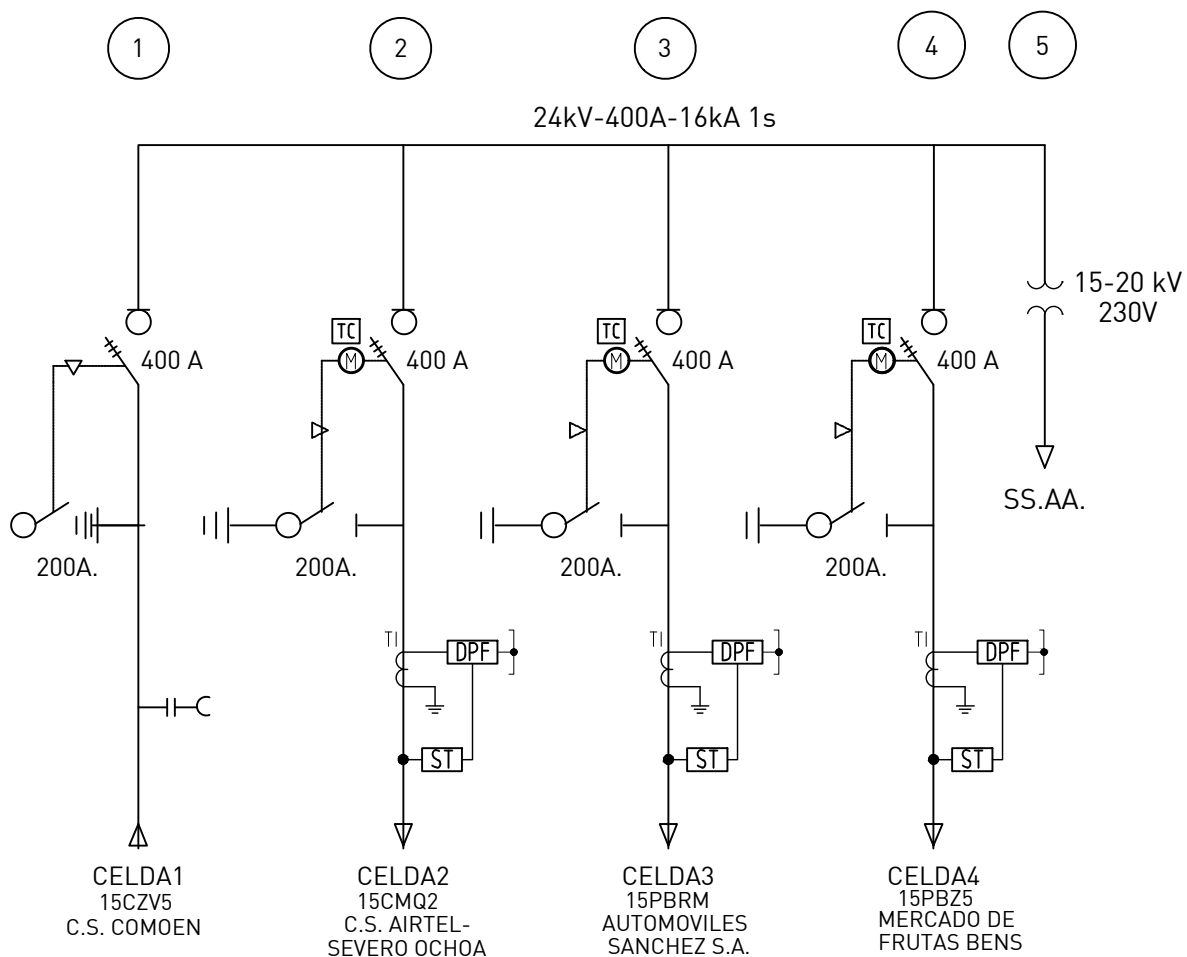 1
2
3
4
5
24kV-400A-16kA 1s
15-20 kV
230V
TC
TC
TC
M
M
M
400 A
400 A
400 A
400 A
SS.AA.
200A.
200A.
200A.
200A.
TI
DPF
TI
DPF
TI
DPF
ST
ST
ST
CELDA1
15CZV5
C.S. COMOEN
CELDA2
15CMQ2
C.S. AIRTEL-
SEVERO OCHOA
CELDA3
15PBRM
AUTOMOVILES
SANCHEZ S.A.
CELDA4
15PBZ5
MERCADO DE
FRUTAS BENS